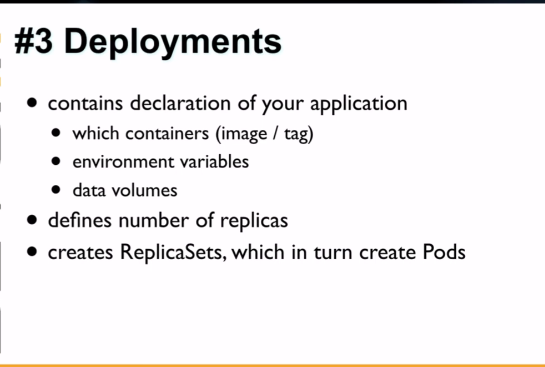 #3 Deployments
• contains declaration of your application
• which containers (image / tag)
• environment variables
• data volumes
• defines number of replicas
• creates ReplicaSets, which in turn create Pods